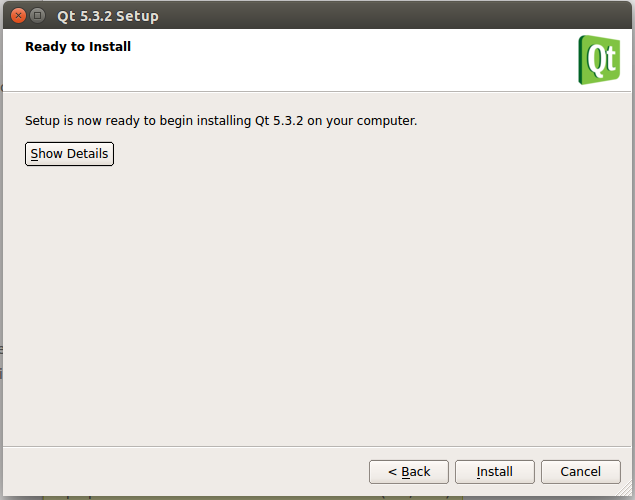 Qt 5.3.2 Setup
Ready to Install
Qt
Setup is now ready to begin installing Qt 5.3.2 on your computer.
Show Details
< Back
Install
Cancel